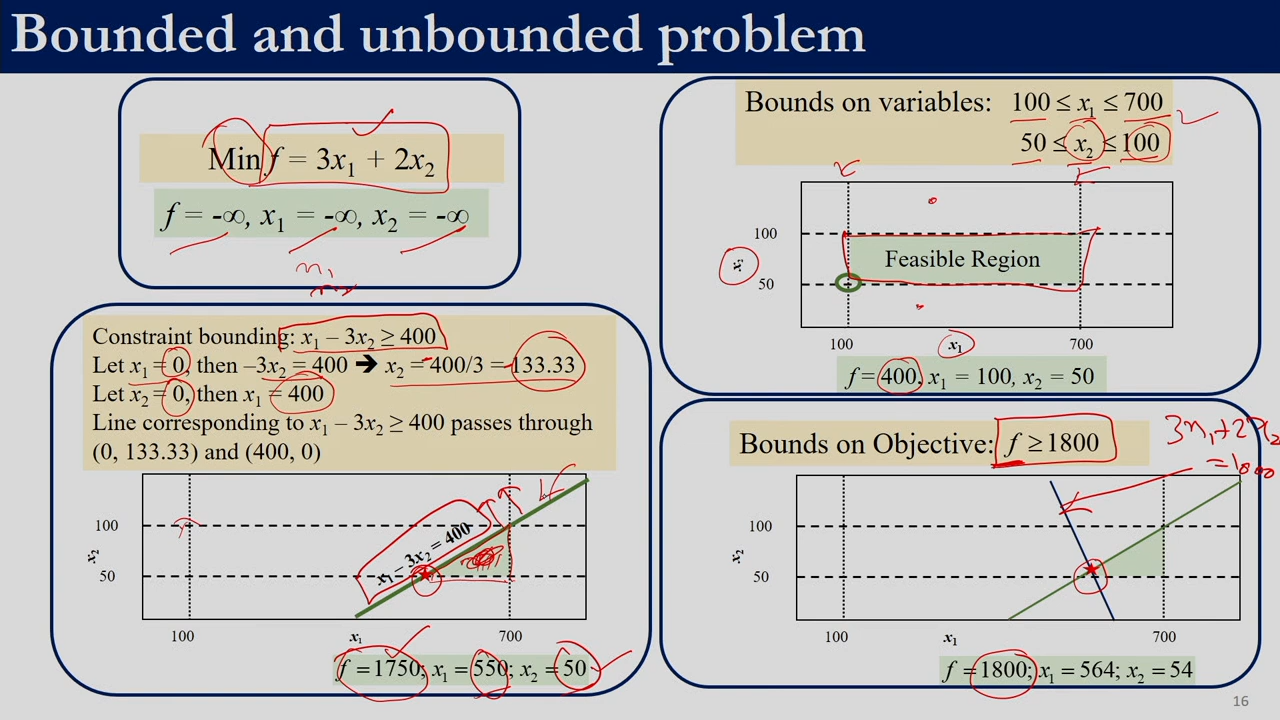 Bounded and unbounded problem
Min f = 3x₁ + 2x₂
f = -∞, x₁ = -∞, x₂ = -∞
Constraint bounding: x₁ – 3x₂ ≥ 400
Let x₁ = 0, then –3x₂ = 400 ➔ x₂ = -400/3 = -133.33
Let x₂ = 0, then x₁ = 400
Line corresponding to x₁ – 3x₂ ≥ 400 passes through
(0, 133.33) and (400, 0)
100
50
x₂
x₁ – 3x₂ = 400
100
x₁
700
f = 1750; x₁ = 550; x₂ = 50
Bounds on variables: 100 ≤ x₁ ≤ 700
50 ≤ x₂ ≤ 100
100
Feasible Region
50
100
x₁
700
f = 400, x₁ = 100, x₂ = 50
Bounds on Objective: f ≥ 1800
3x₁+2x₂
100
50
x₂
100
x₁
700
f = 1800; x₁ = 564; x₂ = 54
16